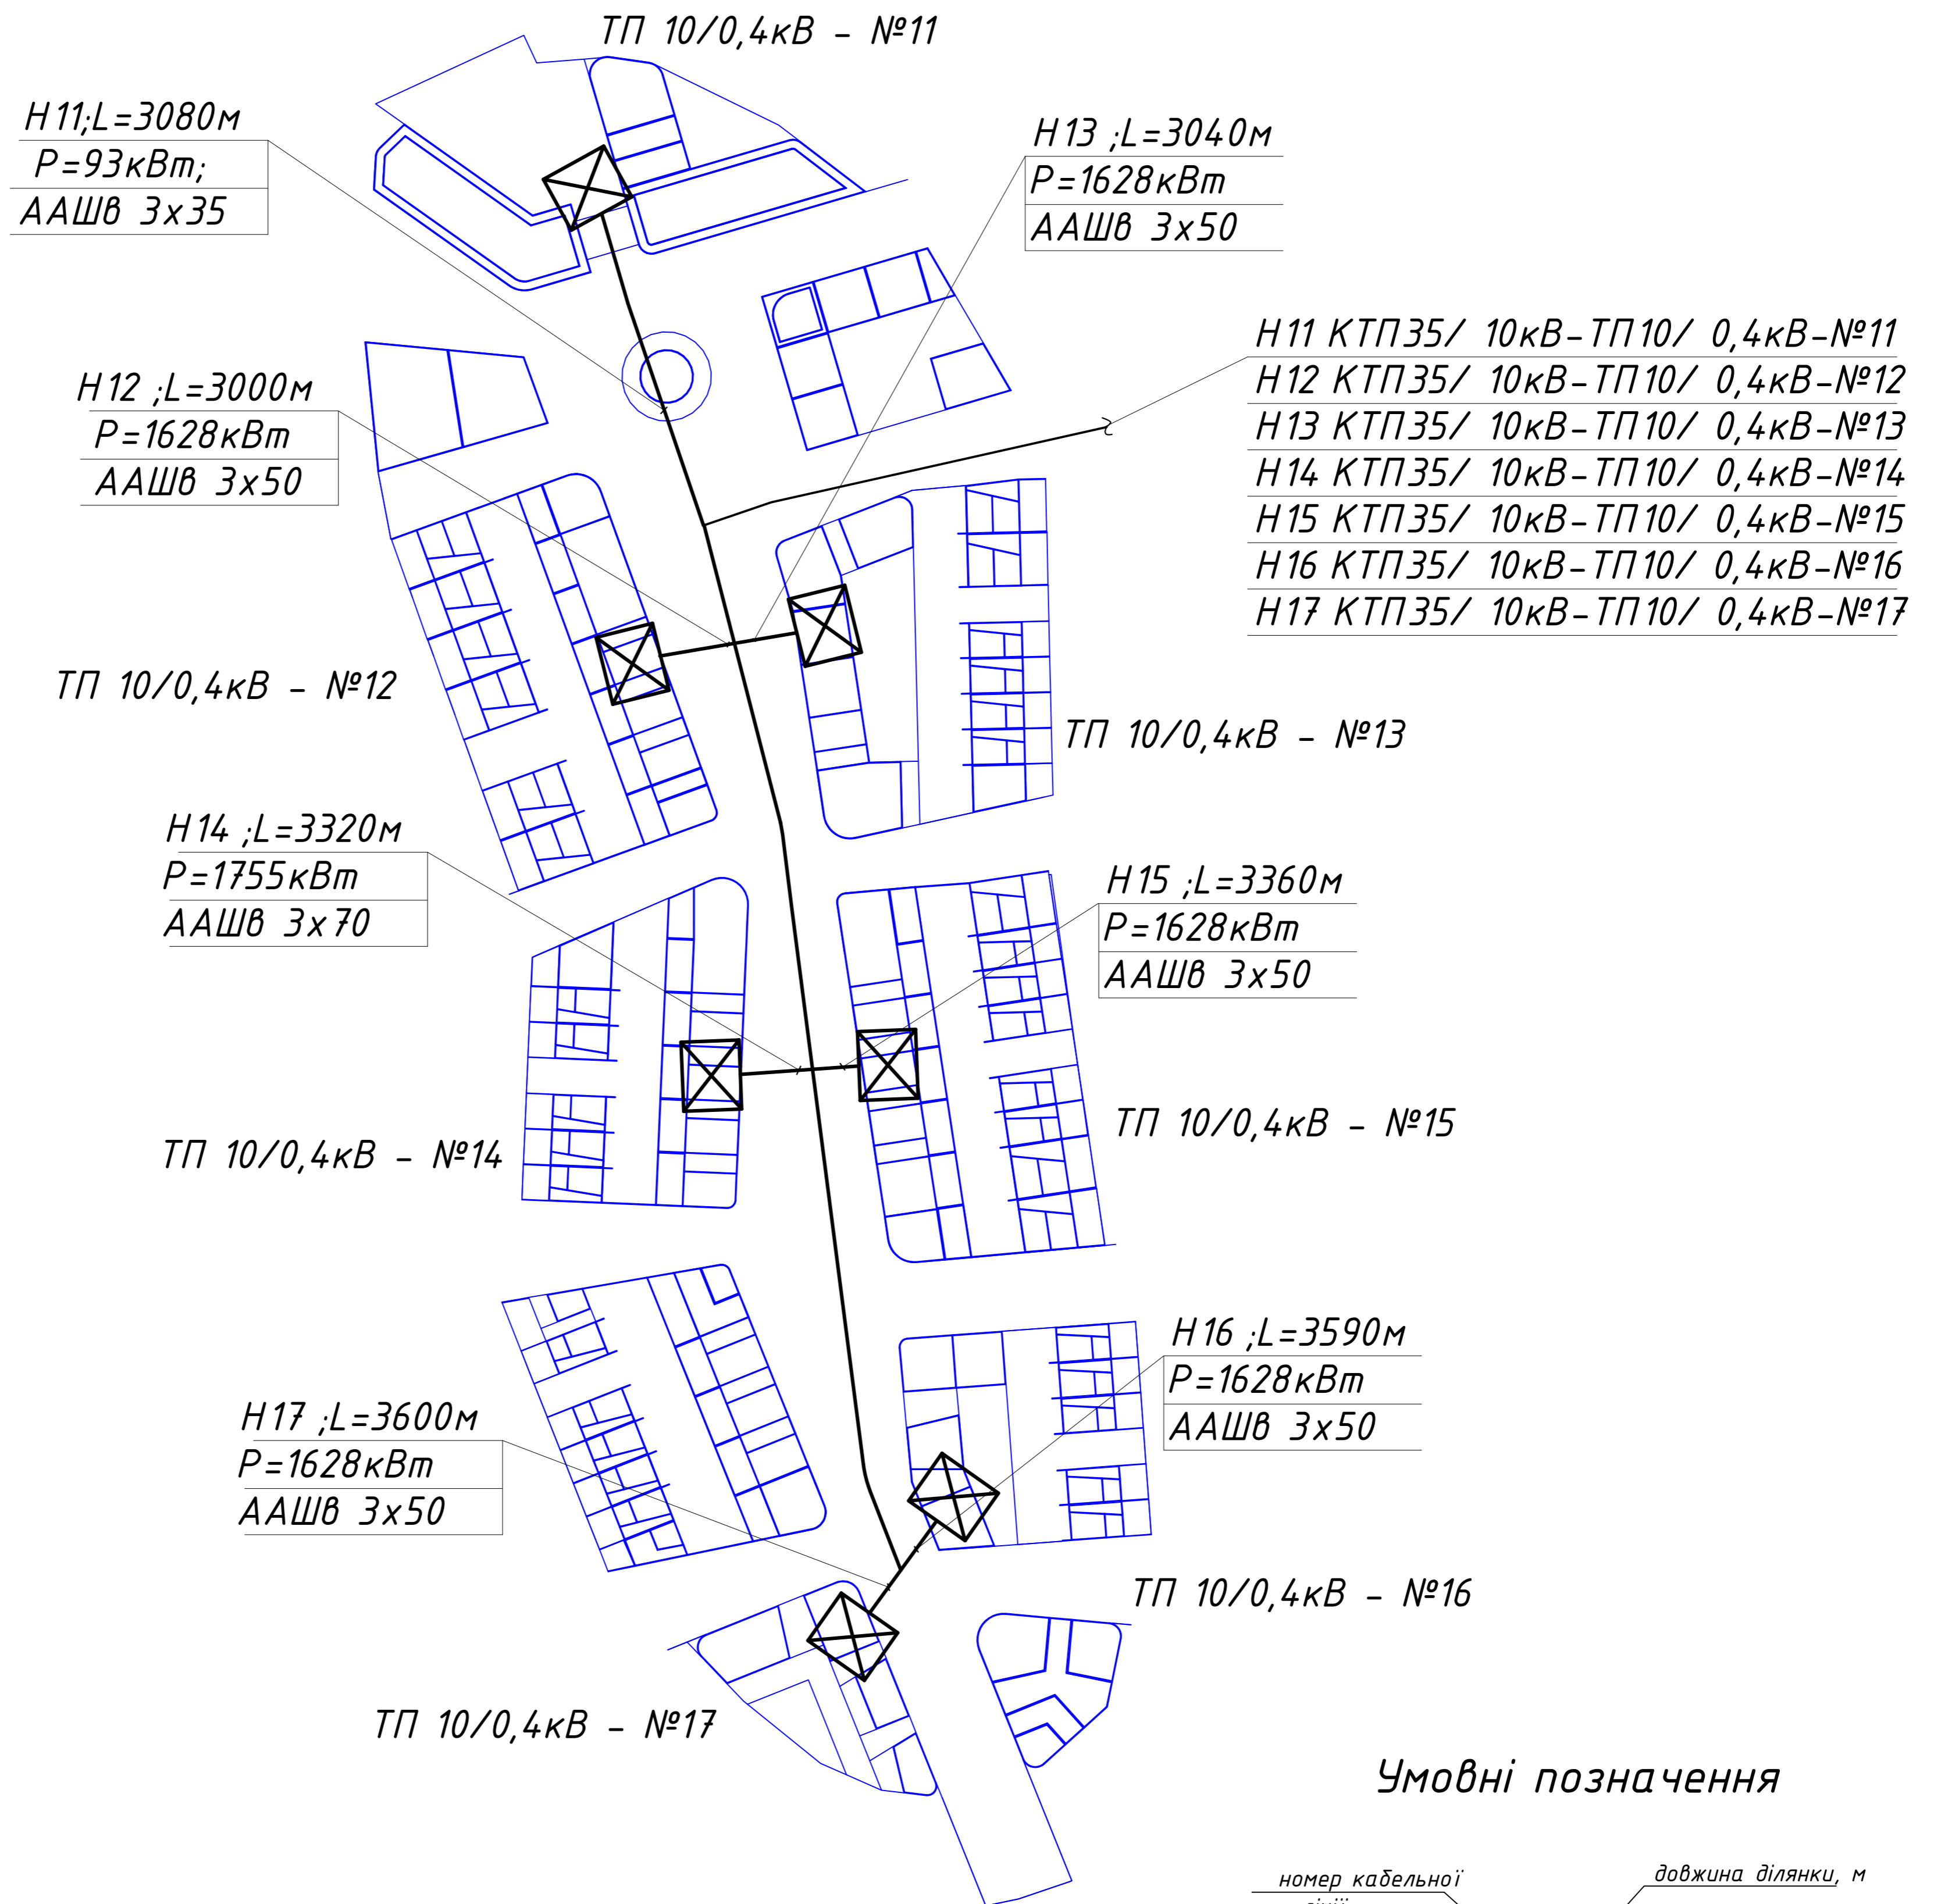 ТП 10/0,4кВ - №11
Н11;L=3080м
Р=93кВт;
ААШв 3х35
Н13 ;L=3040м
Р=1628кВт
ААШв 3х50
Н11 КТП35/ 10кВ-ТП10/ 0,4кВ-№11
Н12 КТП35/ 10кВ-ТП10/ 0,4кВ-№12
Н13 КТП35/ 10кВ-ТП10/ 0,4кВ-№13
Н14 КТП35/ 10кВ-ТП10/ 0,4кВ-№14
Н15 КТП35/ 10кВ-ТП10/ 0,4кВ-№15
Н16 КТП35/ 10кВ-ТП10/ 0,4кВ-№16
Н17 КТП35/ 10кВ-ТП10/ 0,4кВ-№17
Н12 ;L=3000м
Р=1628кВт
ААШв 3х50
ТП 10/0,4кВ - №12
ТП 10/0,4кВ - №13
Н14 ;L=3320м
Р=1755кВт
ААШв 3х70
Н15 ;L=3360м
Р=1628кВт
ААШв 3х50
ТП 10/0,4кВ - №14
ТП 10/0,4кВ - №15
Н16 ;L=3590м
Р=1628кВт
ААШв 3х50
Н17 ;L=3600м
Р=1628кВт
ААШв 3х50
ТП 10/0,4кВ - №16
ТП 10/0,4кВ - №17
Умовні позначення
номер кабельної
довжина ділянки, м